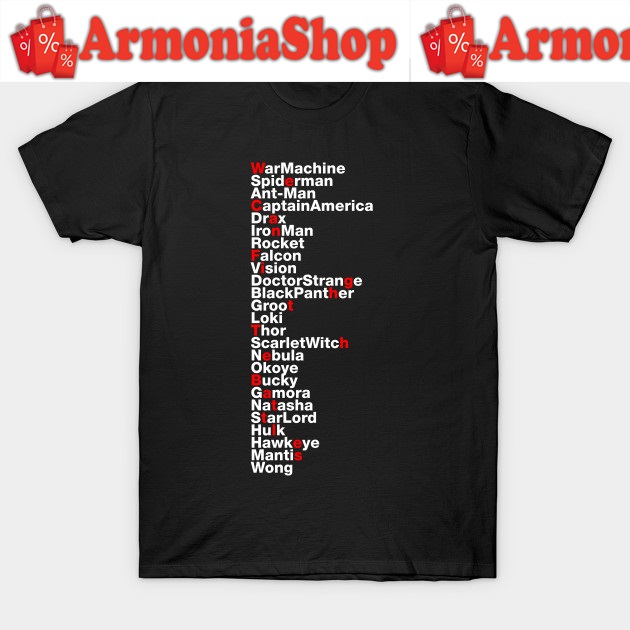 ArmoniaShop Armon
WarMachine
Spiderman
Ant-Man
CaptainAmerica
Drax
IronMan
Rocket
Falcon
Vision
DoctorStrange
BlackPanther
Groot
Loki
Thor
ScarletWitch
Nebula
Okoye
Bucky
Gamora
Natasha
StarLord
Hulk
Hawkeye
Mantis
Wong